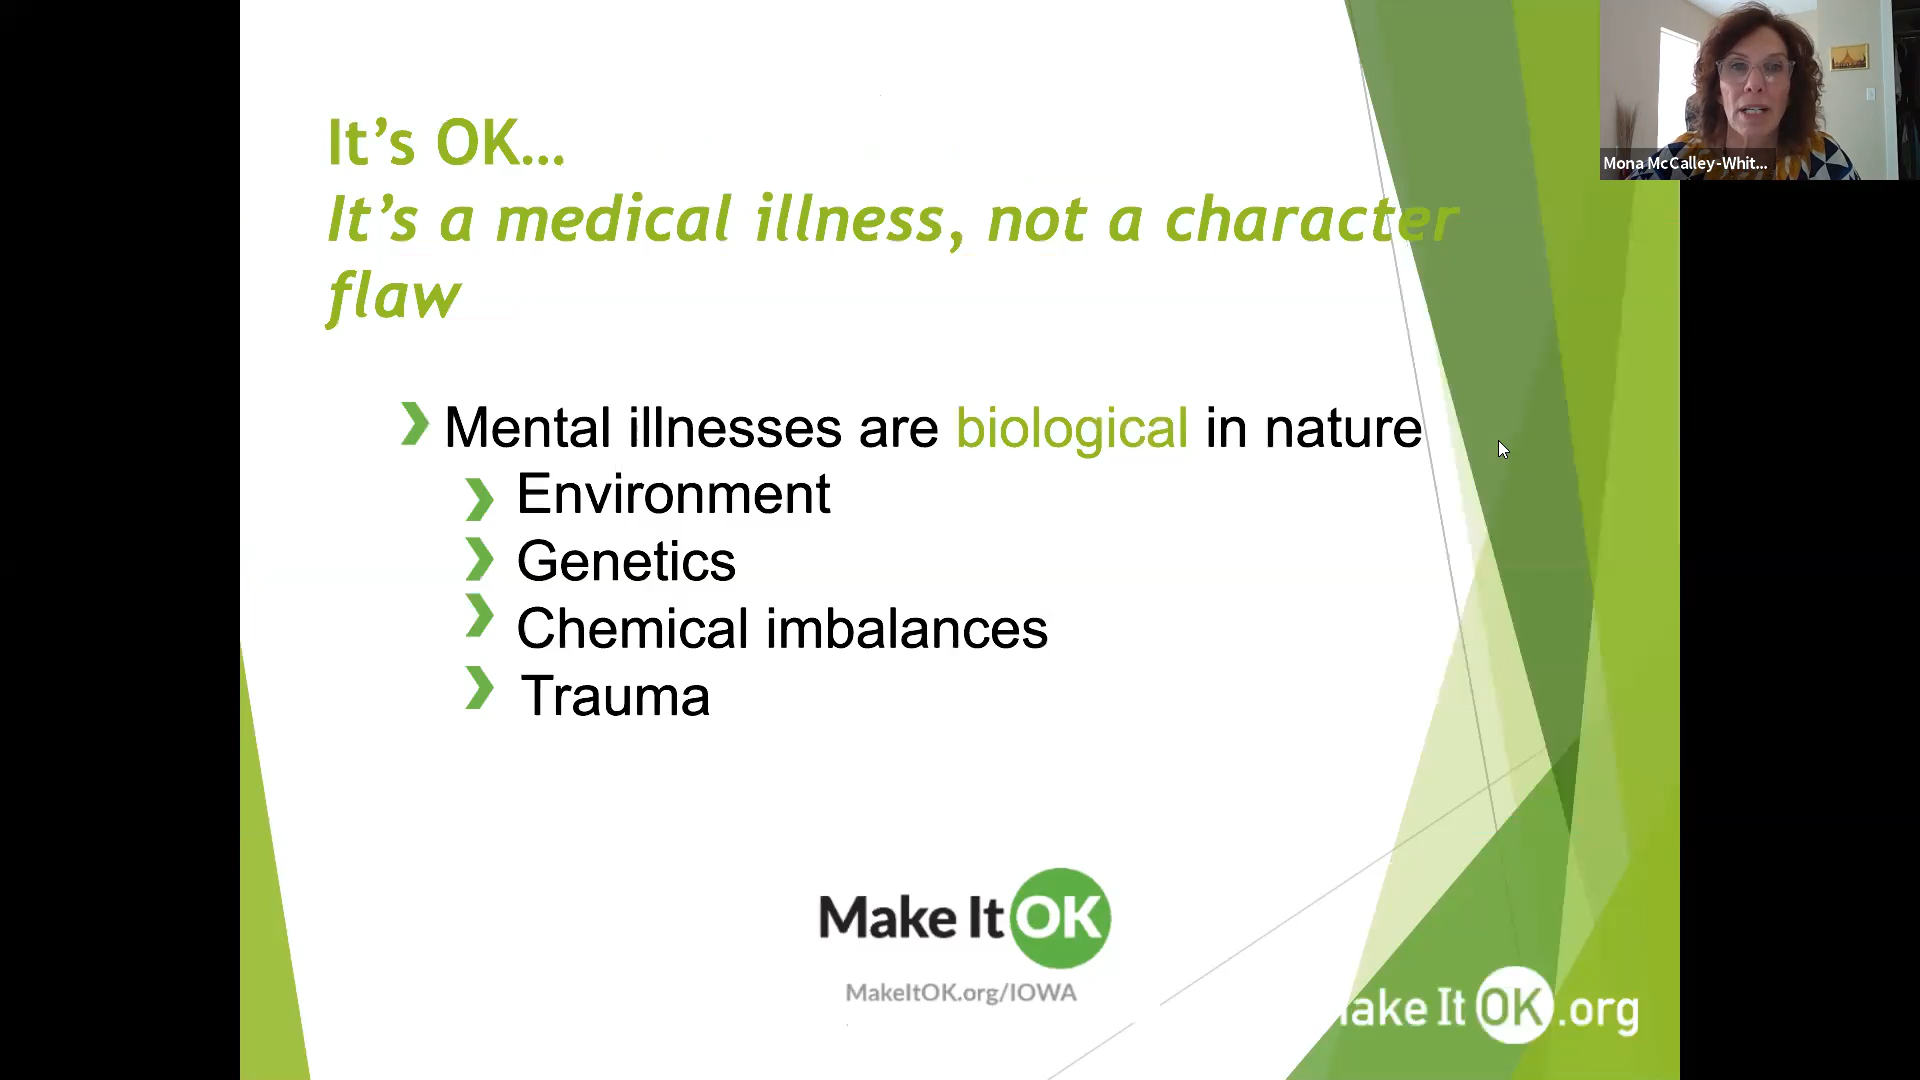 It’s OK…
It’s a medical illness, not a character
flaw
Mental illnesses are biological in nature
Environment
Genetics
Chemical imbalances
Trauma
Make It OK
MakeItOK.org/IOWA
ake It OK.org
Mona McCalley-Whit...